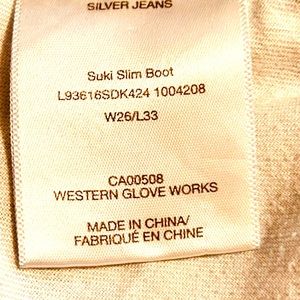 SILVER JEANS
Suki Slim Boot
L93616SDK424 1004208
W26/L33
CA00508
WESTERN GLOVE WORKS
MADE IN CHINA/
FABRIQUÉ EN CHINE